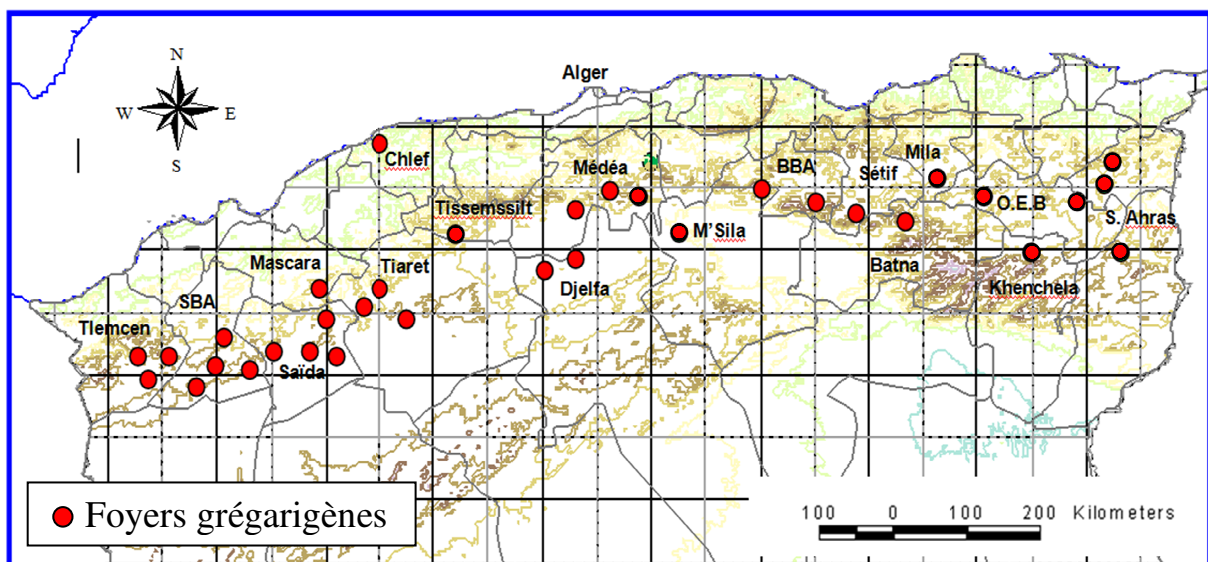 N
W E
S
Alger
Chlef
Médéa
BBA
Sétif
Mila
Tissemssilt
M'Sila
O.E.B
S. Ahras
Mascara
Tiaret
Djelfa
Batna
Khenchela
SBA
Tlemcen
Saïda
Foyers grégarigènes
100 0 100 200 Kilometers